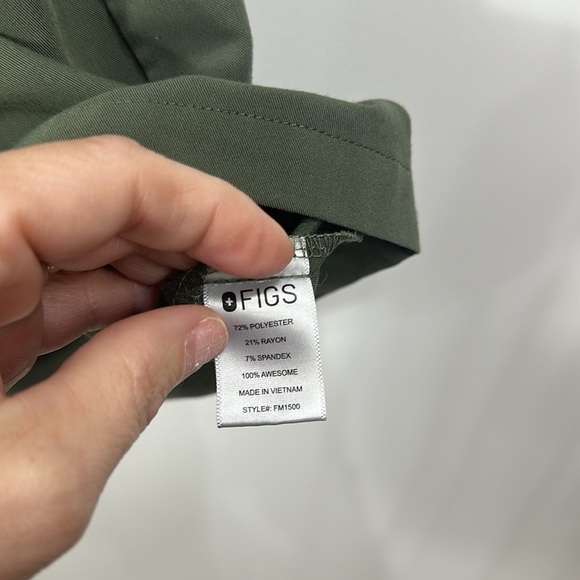 FIGS
72% POLYESTER
21% RAYON
7% SPANDEX
100% AWESOME
MADE IN VIETNAM
STYLE#: FM1500